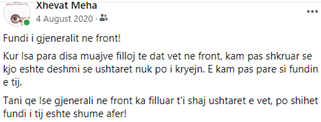 Xhevat Meha
4 August 2020 ·
Fundi i gjeneralit ne front!
Kur Isa para disa muajve filloj te dat vet ne front, kam pas shkruar se
kjo eshte deshmi se ushtaret nuk po i kryejn. E kam pas pare si fundin
e tij.
Tani qe Ise gjenerali ne front ka filluar t'i shaj ushtaret e vet, po shihet
fundi i tij eshte shume afer!